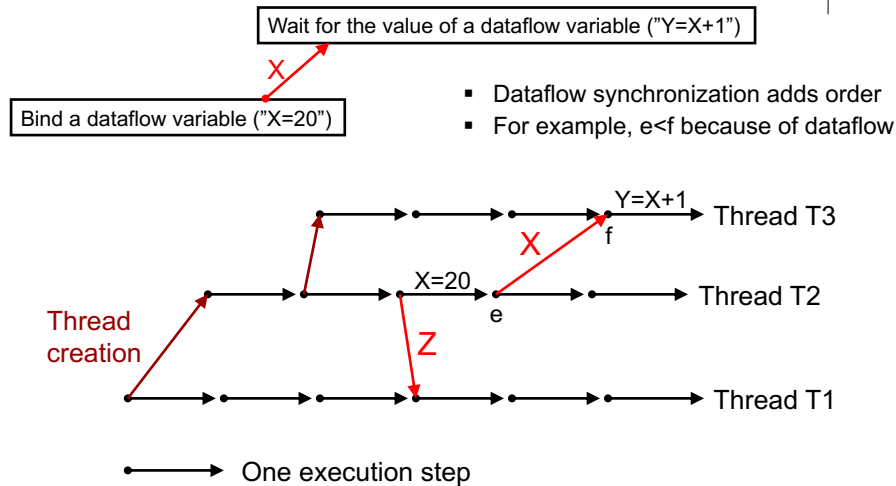 Wait for the value of a dataflow variable ("Y=X+1")
X
Bind a dataflow variable ("X=20")
▪ Dataflow synchronization adds order
▪ For example, e<f because of dataflow
Y=X+1
Thread T3
f
X
X=20
Thread T2
e
Thread
creation
Z
Thread T1
One execution step